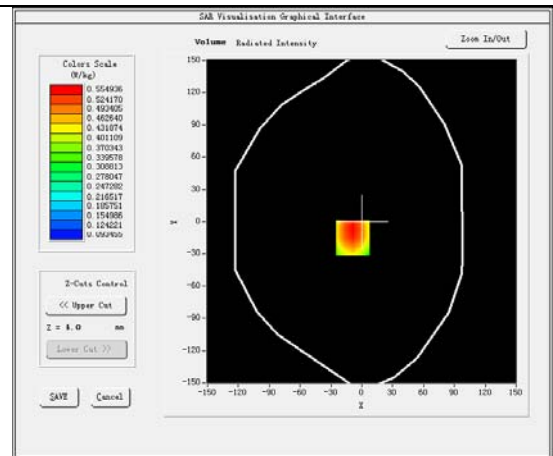 SAR Visualisation Graphical Interface
Volume Radiated Intensity
Zoom In/Out
Colors Scale
(W/kg)
0.554936
0.524170
0.493405
0.462640
0.431874
0.401109
0.370343
0.339578
0.308813
0.278047
0.247282
0.216517
0.185751
0.154986
0.124221
0.093455
Z-Cuts Control
<< Upper Cut
Z = 4.0 mm
Lower Cut >>
SAVE Cancel
150
120
90
60
30
0
-30
-60
-90
-120
-150
Y
-150 -120 -90 -60 -30 0 30 60 90 120 150
X